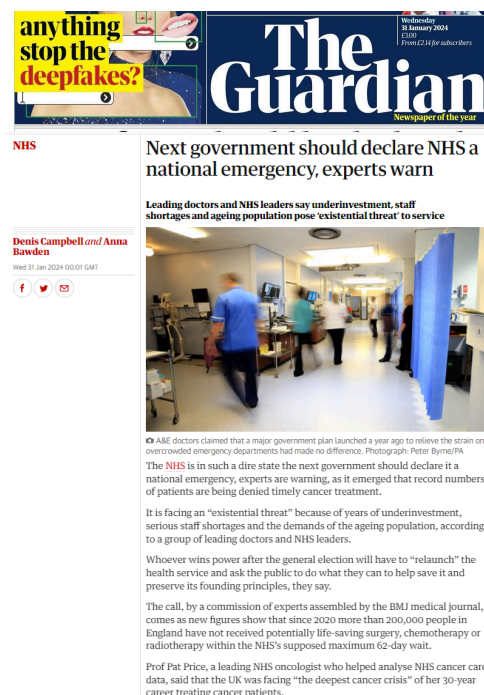 anything
stop the
deepfakes?
The
Guardian
Wednesday
31 January 2024
£3.00
From £2.14 for subscribers
Newspaper of the year
NHS
Next government should declare NHS a
national emergency, experts warn
Leading doctors and NHS leaders say underinvestment, staff
shortages and ageing population pose ‘existential threat’ to service
Denis Campbell and Anna
Bawden
Wed 31 Jan 2024 00.01 GMT
A&E doctors claimed that a major government plan launched a year ago to relieve the strain on
overcrowded emergency departments had made no difference. Photograph: Peter Byrne/PA
The NHS is in such a dire state the next government should declare it a
national emergency, experts are warning, as it emerged that record numbers
of patients are being denied timely cancer treatment.
It is facing an “existential threat” because of years of underinvestment,
serious staff shortages and the demands of the ageing population, according
to a group of leading doctors and NHS leaders.
Whoever wins power after the general election will have to “relaunch” the
health service and ask the public to do what they can to help save it and
preserve its founding principles, they say.
The call, by a commission of experts assembled by the BMJ medical journal,
comes as new figures show that since 2020 more than 200,000 people in
England have not received potentially life-saving surgery, chemotherapy or
radiotherapy within the NHS’s supposed maximum 62-day wait.
Prof Pat Price, a leading NHS oncologist who helped analyse NHS cancer care
data, said that the UK was facing “the deepest cancer crisis” of her 30-year
career treating cancer patients.